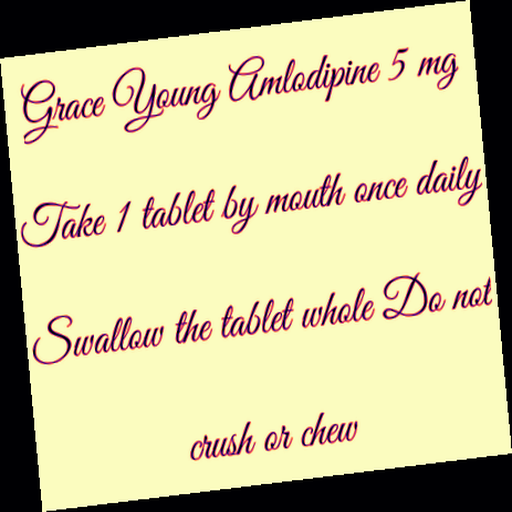 Grace Young Amlodipine 5 mg
Take 1 tablet by mouth once daily
Swallow the tablet whole Do not
crush or chew